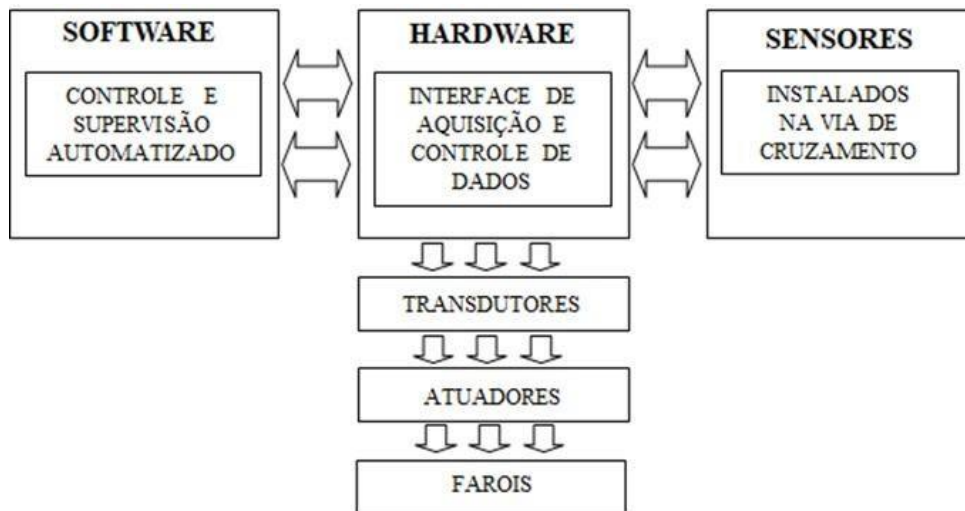 SOFTWARE
CONTROLE E
SUPERVISÃO
AUTOMATIZADO
HARDWARE
INTERFACE DE
AQUISIÇÃO E
CONTROLE DE
DADOS
SENSORES
INSTALADOS
NA VIA DE
CRUZAMENTO
TRANSDUTORES
ATUADORES
FAROIS